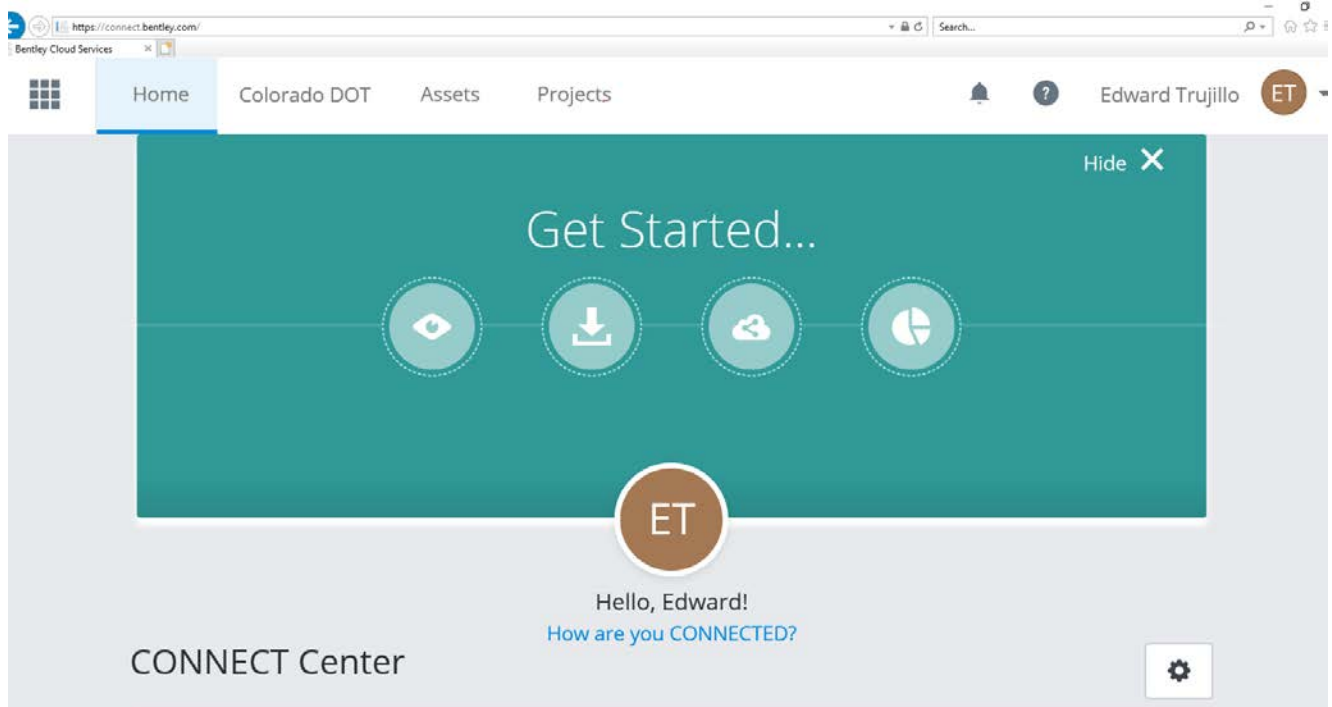 https://connect.bentley.com/
Search...
Bentley Cloud Services
Home Colorado DOT Assets Projects ? Edward Trujillo ET
Hide
Get Started...
ET
Hello, Edward!
How are you CONNECTED?
CONNECT Center